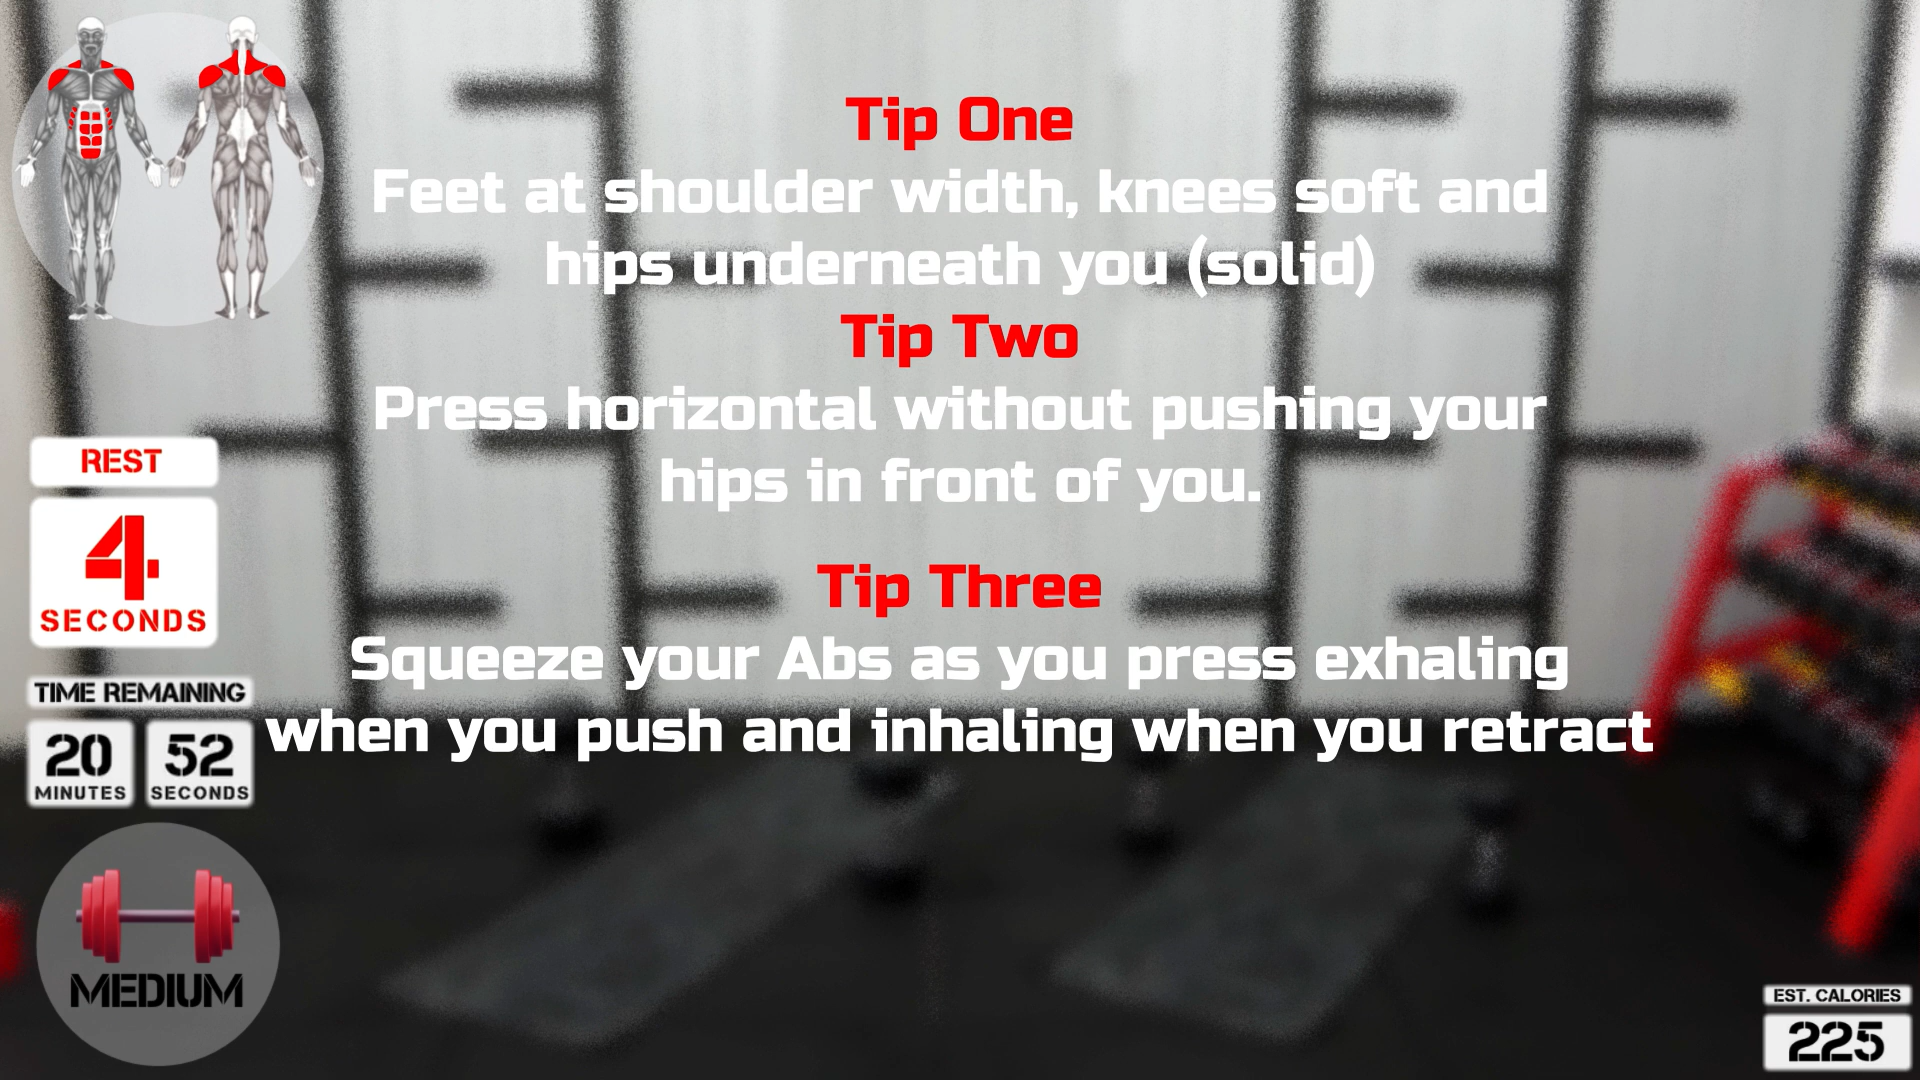 Tip One
Feet at shoulder width, knees soft and
hips underneath you (solid)
Tip Two
Press horizontal without pushing your
hips in front of you.
Tip Three
Squeeze your Abs as you press exhaling
when you push and inhaling when you retract
REST
4
SECONDS
TIME REMAINING
20 52
MINUTES SECONDS
MEDIUM
EST. CALORIES
225